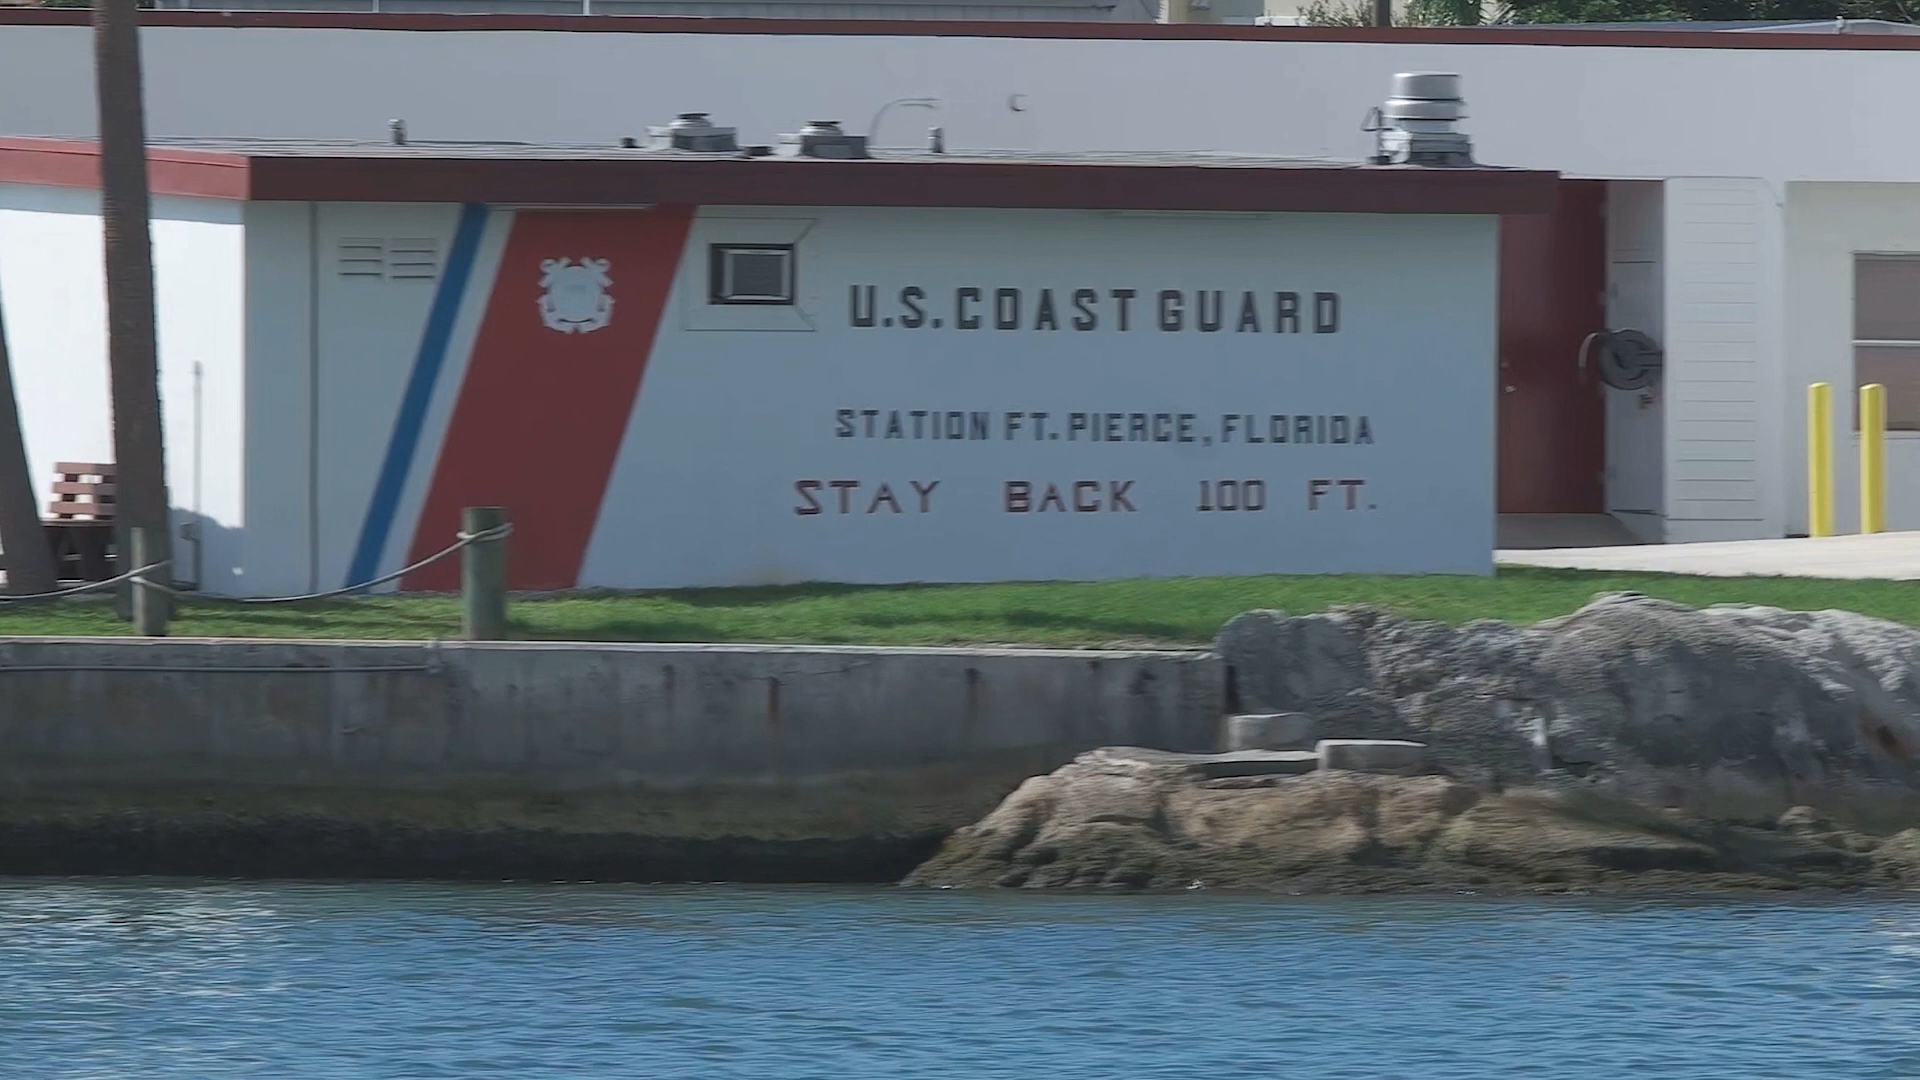 U.S. COAST GUARD
STATION FT. PIERCE, FLORIDA
STAY BACK 100 FT.